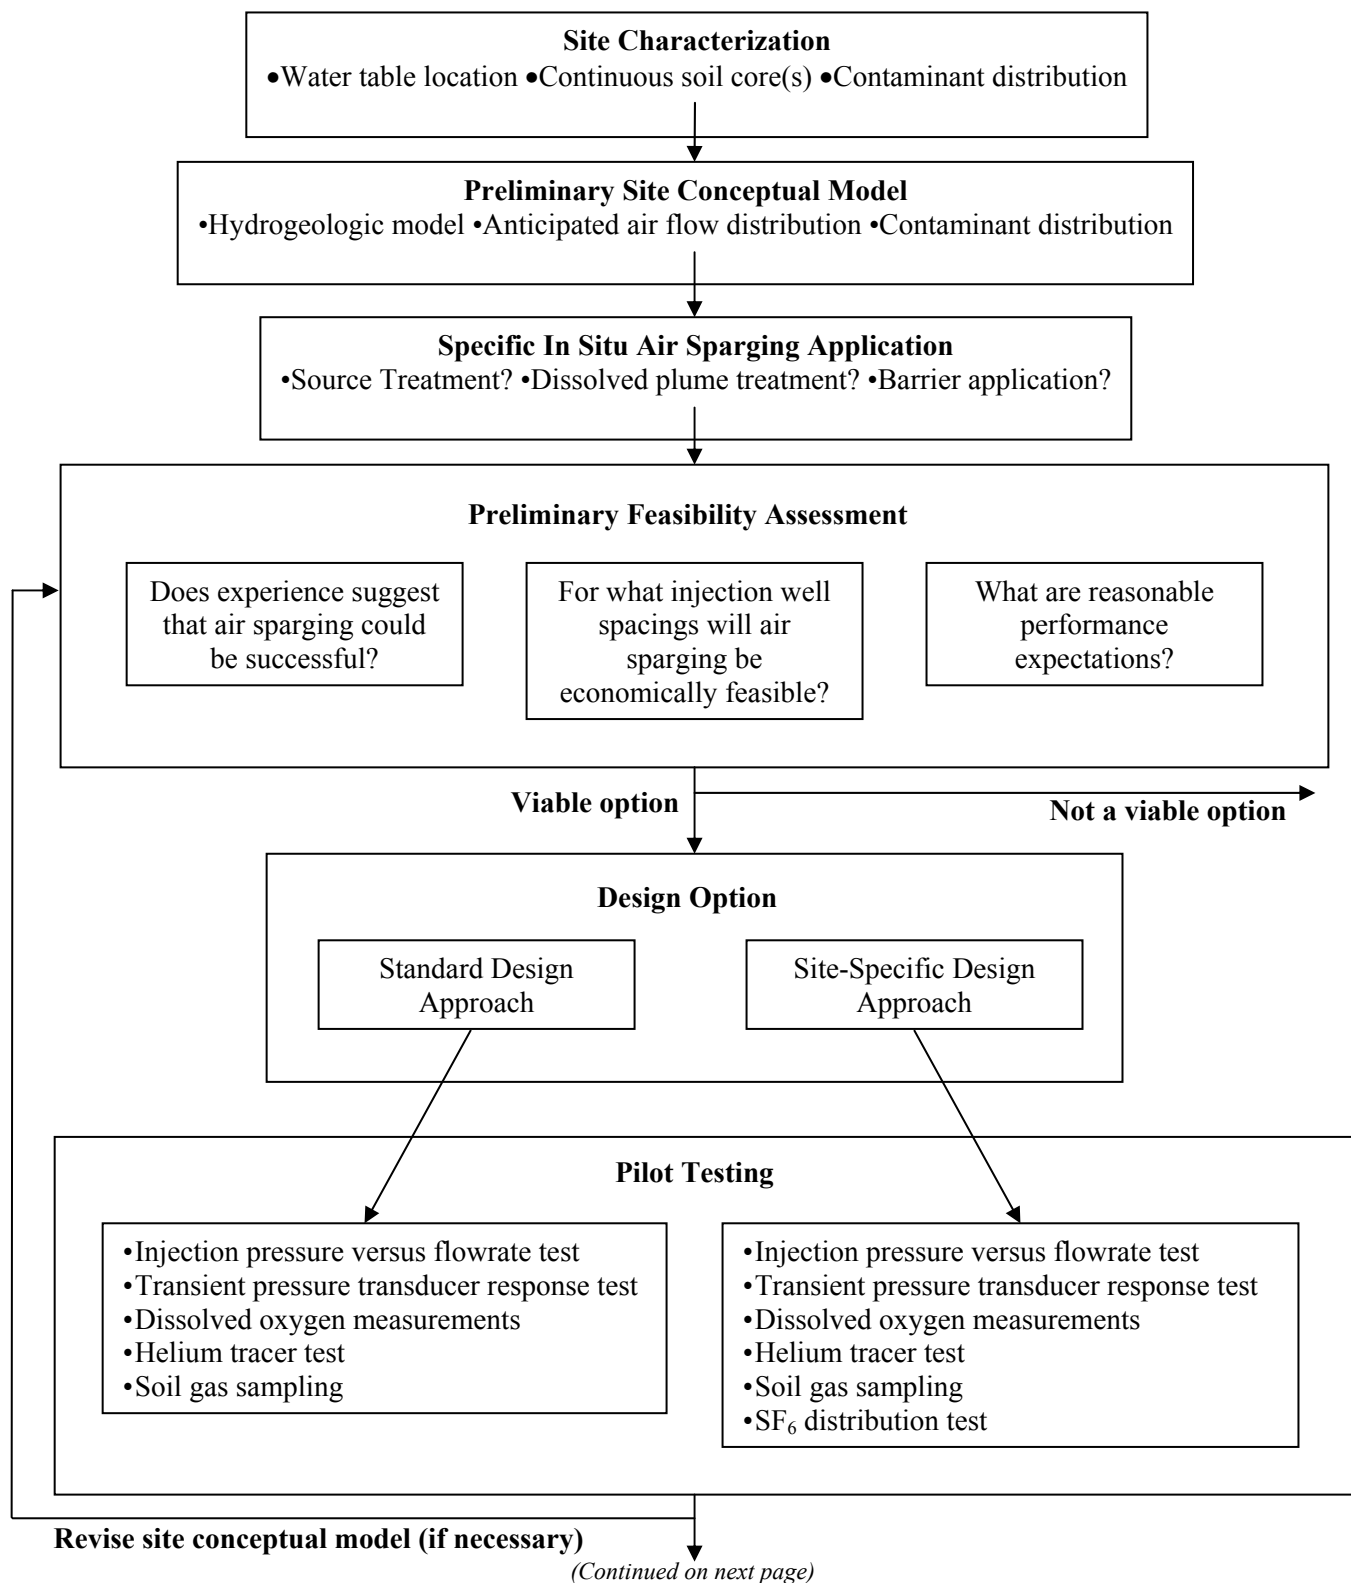 Site Characterization
•Water table location •Continuous soil core(s) •Contaminant distribution
Preliminary Site Conceptual Model
•Hydrogeologic model •Anticipated air flow distribution •Contaminant distribution
Specific In Situ Air Sparging Application
•Source Treatment? •Dissolved plume treatment? •Barrier application?
Preliminary Feasibility Assessment
Does experience suggest
that air sparging could
be successful?
For what injection well
spacings will air
sparging be
economically feasible?
What are reasonable
performance
expectations?
Viable option
Not a viable option
Design Option
Standard Design
Approach
Site-Specific Design
Approach
Pilot Testing
•Injection pressure versus flowrate test
•Transient pressure transducer response test
•Dissolved oxygen measurements
•Helium tracer test
•Soil gas sampling
•Injection pressure versus flowrate test
•Transient pressure transducer response test
•Dissolved oxygen measurements
•Helium tracer test
•Soil gas sampling
•SF₆ distribution test
Revise site conceptual model (if necessary)
(Continued on next page)